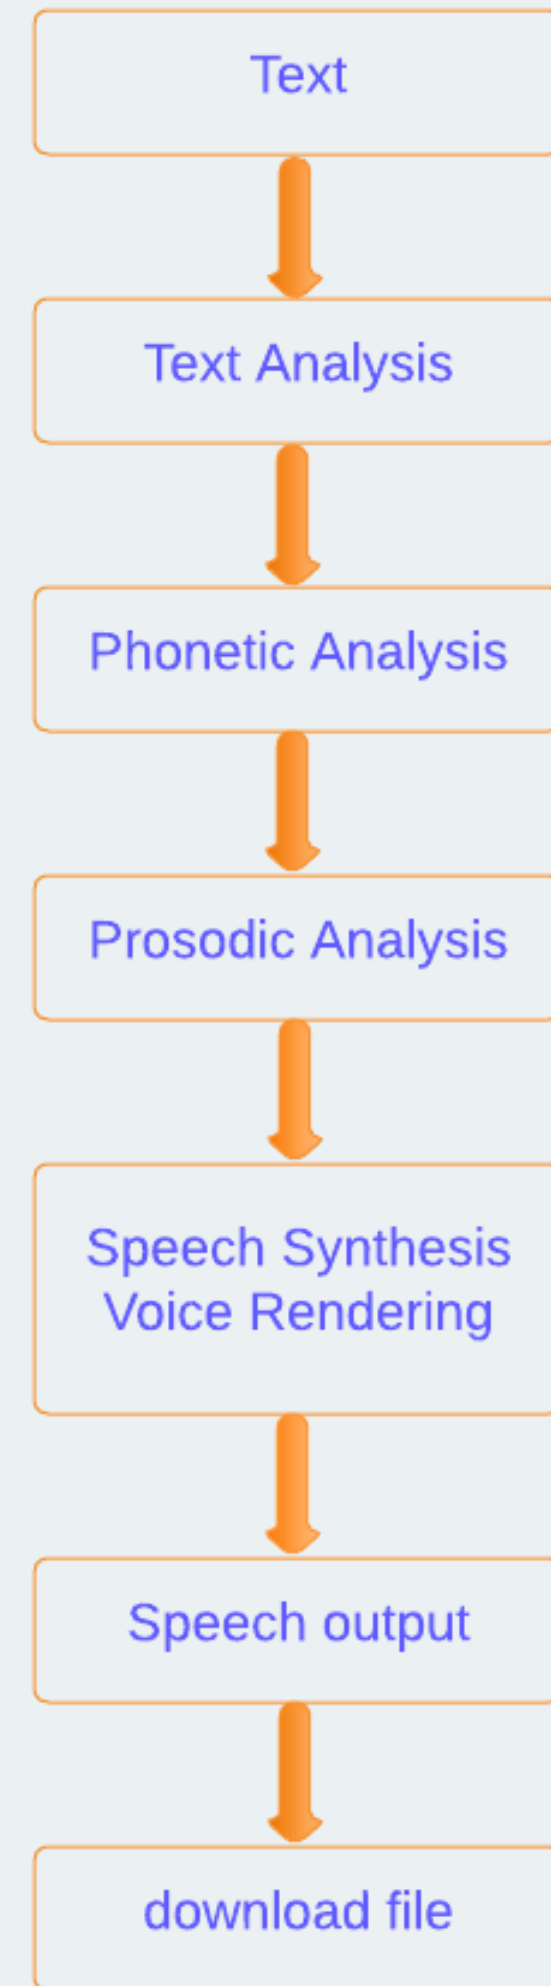 Text
Text Analysis
Phonetic Analysis
Prosodic Analysis
Speech Synthesis
Voice Rendering
Speech output
download file